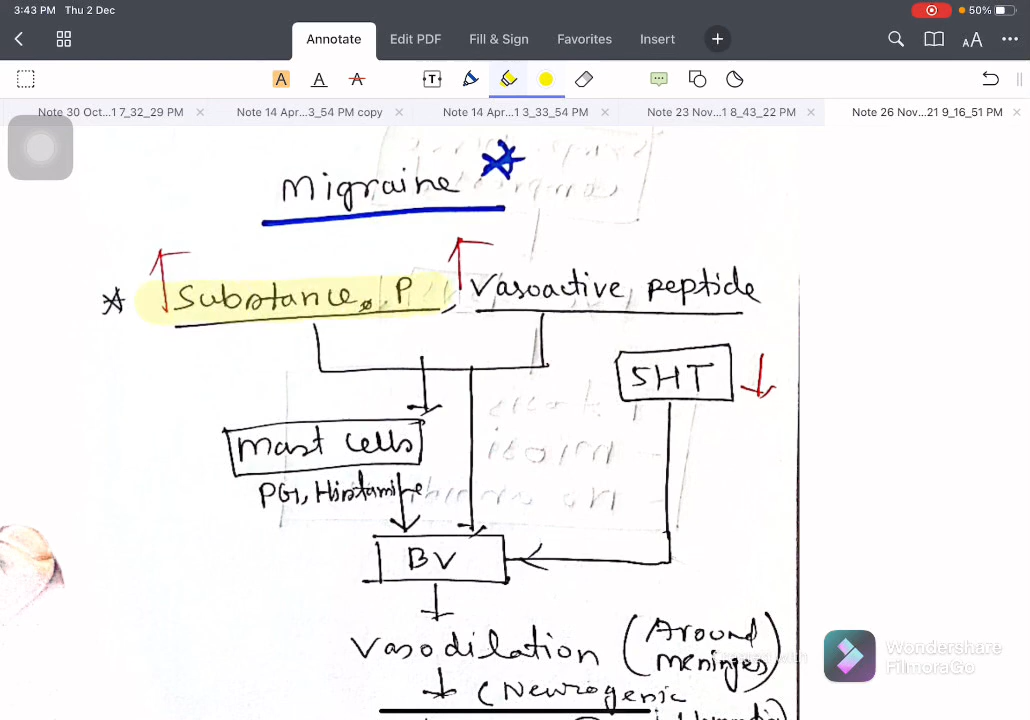 3:43 PM Thu 2 Dec
50%
Annotate Edit PDF Fill & Sign Favorites Insert
Note 30 Oct...1 7_32_29 PM
Note 14 Apr...3_54 PM copy
Note 14 Apr...1 3_33_54 PM
Note 23 Nov...1 8_43_22 PM
Note 26 Nov...21 9_16_51 PM
Migraine
Substance P, Vasoactive peptide
5HT
Mast cells
PG, Histamine
BV
Vasodilation (Around meninges)
(Neurogenic
Wondershare
FilmoraGo